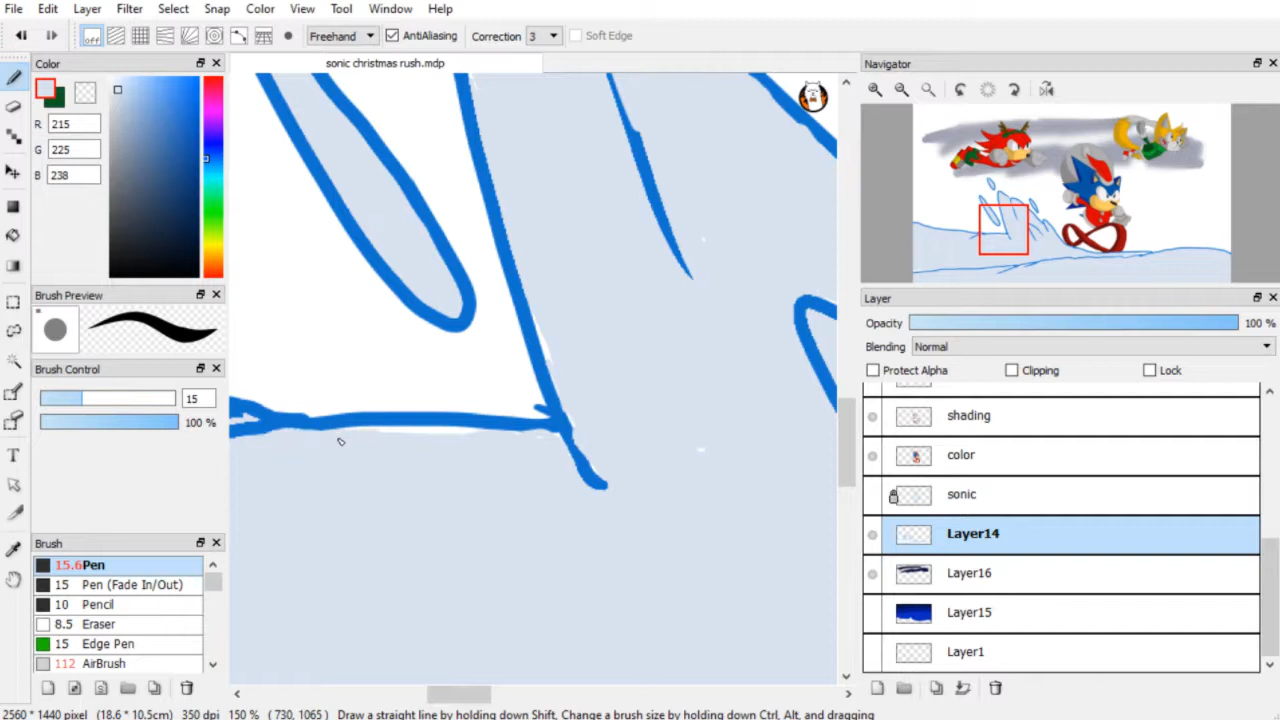 File Edit Layer Filter Select Snap Color View Tool Window Help
off Freehand AntiAliasing Correction 3 Soft Edge
Color
sonic christmas rush.mdp
Navigator
R 215
G 225
B 238
Brush Preview
Layer
Opacity 100 %
Blending Normal
Protect Alpha Clipping Lock
Brush Control
15
100 %
shading
color
sonic
Layer14
Layer16
Layer15
Layer1
Brush
15.6 Pen
15 Pen (Fade In/Out)
10 Pencil
8.5 Eraser
15 Edge Pen
112 AirBrush
2560 * 1440 pixel (18.6 * 10.5cm) 350 dpi 150 % ( 730, 1065 ) Draw a straight line by holding down Shift, Change a brush size by holding down Ctrl, Alt, and dragging